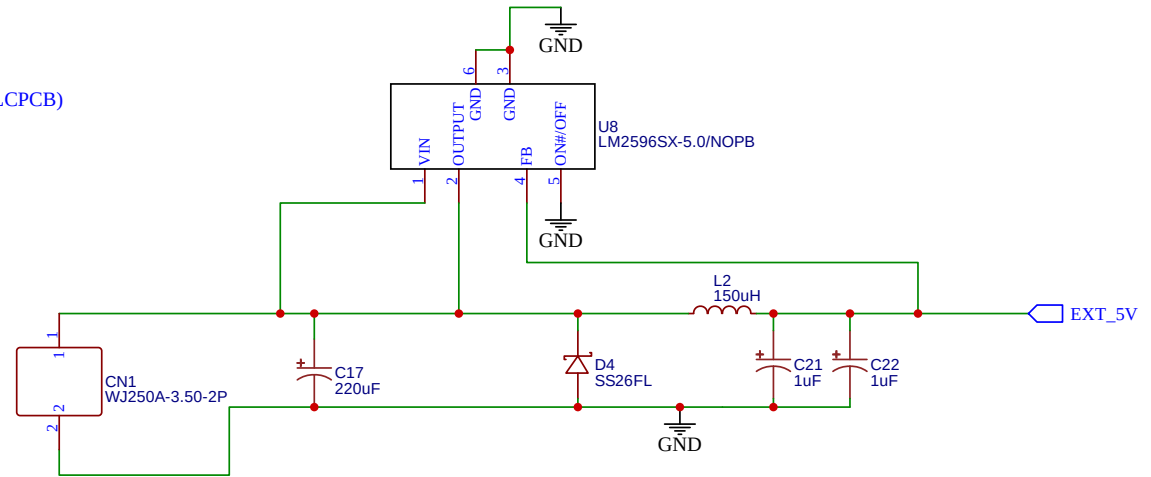 GND
6
3
LCPCB)
GND
GND
VIN
OUTPUT
FB
ON#/OFF
U8
LM2596SX-5.0/NOPB
1
2
4
5
GND
L2
150uH
EXT_5V
1
1
CN1
WJ250A-3.50-2P
2
2
C17
220uF
D4
SS26FL
C21
1uF
C22
1uF
GND